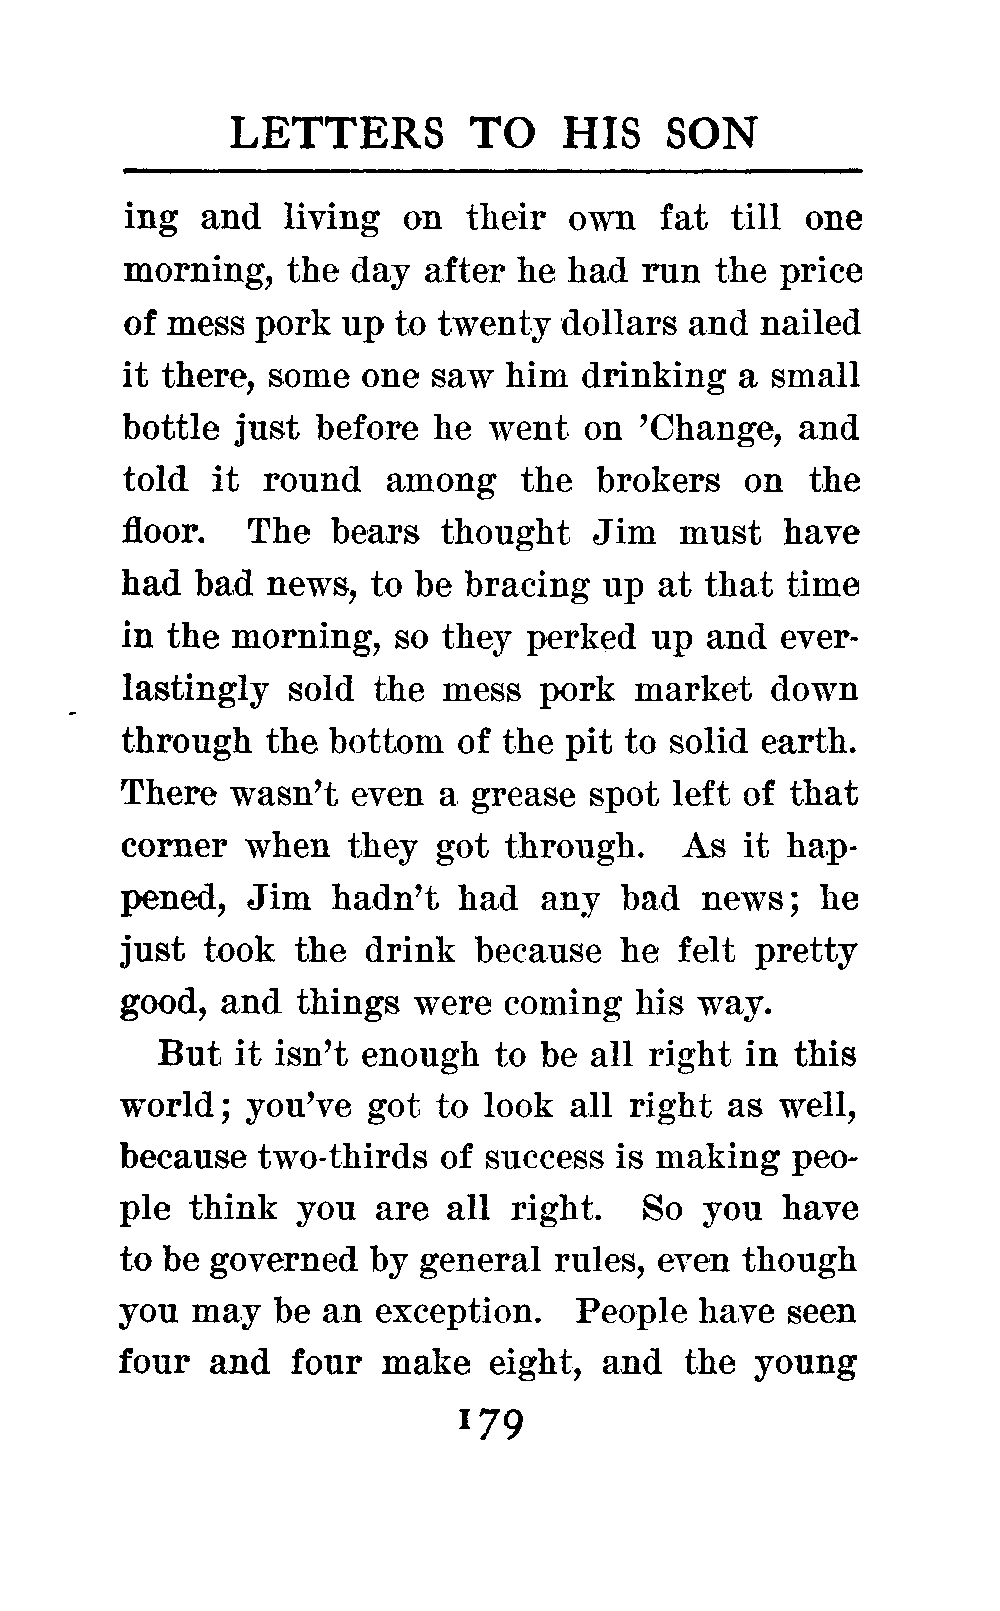 LETTERS TO HIS SON
ing and living on their own fat till one
morning, the day after he had run the price
of mess pork up to twenty dollars and nailed
it there, some one saw him drinking a small
bottle just before he went on ’Change, and
told it round among the brokers on the
floor. The bears thought Jim must have
had bad news, to be bracing up at that time
in the morning, so they perked up and ever-
lastingly sold the mess pork market down
through the bottom of the pit to solid earth.
There wasn’t even a grease spot left of that
corner when they got through. As it hap-
pened, Jim hadn’t had any bad news; he
just took the drink because he felt pretty
good, and things were coming his way.
But it isn’t enough to be all right in this
world; you’ve got to look all right as well,
because two-thirds of success is making peo-
ple think you are all right. So you have
to be governed by general rules, even though
you may be an exception. People have seen
four and four make eight, and the young
179